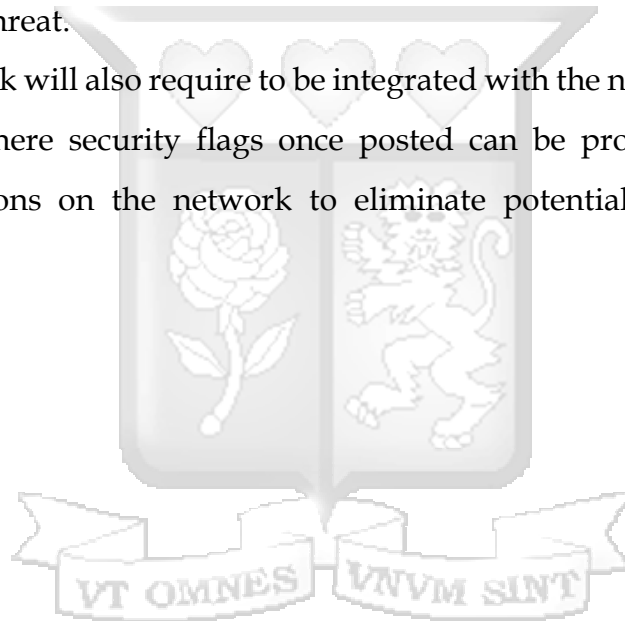 hreat.
k will also require to be integrated with the n
here security flags once posted can be pro
ons on the network to eliminate potential
VT OMNES VNVM SINT